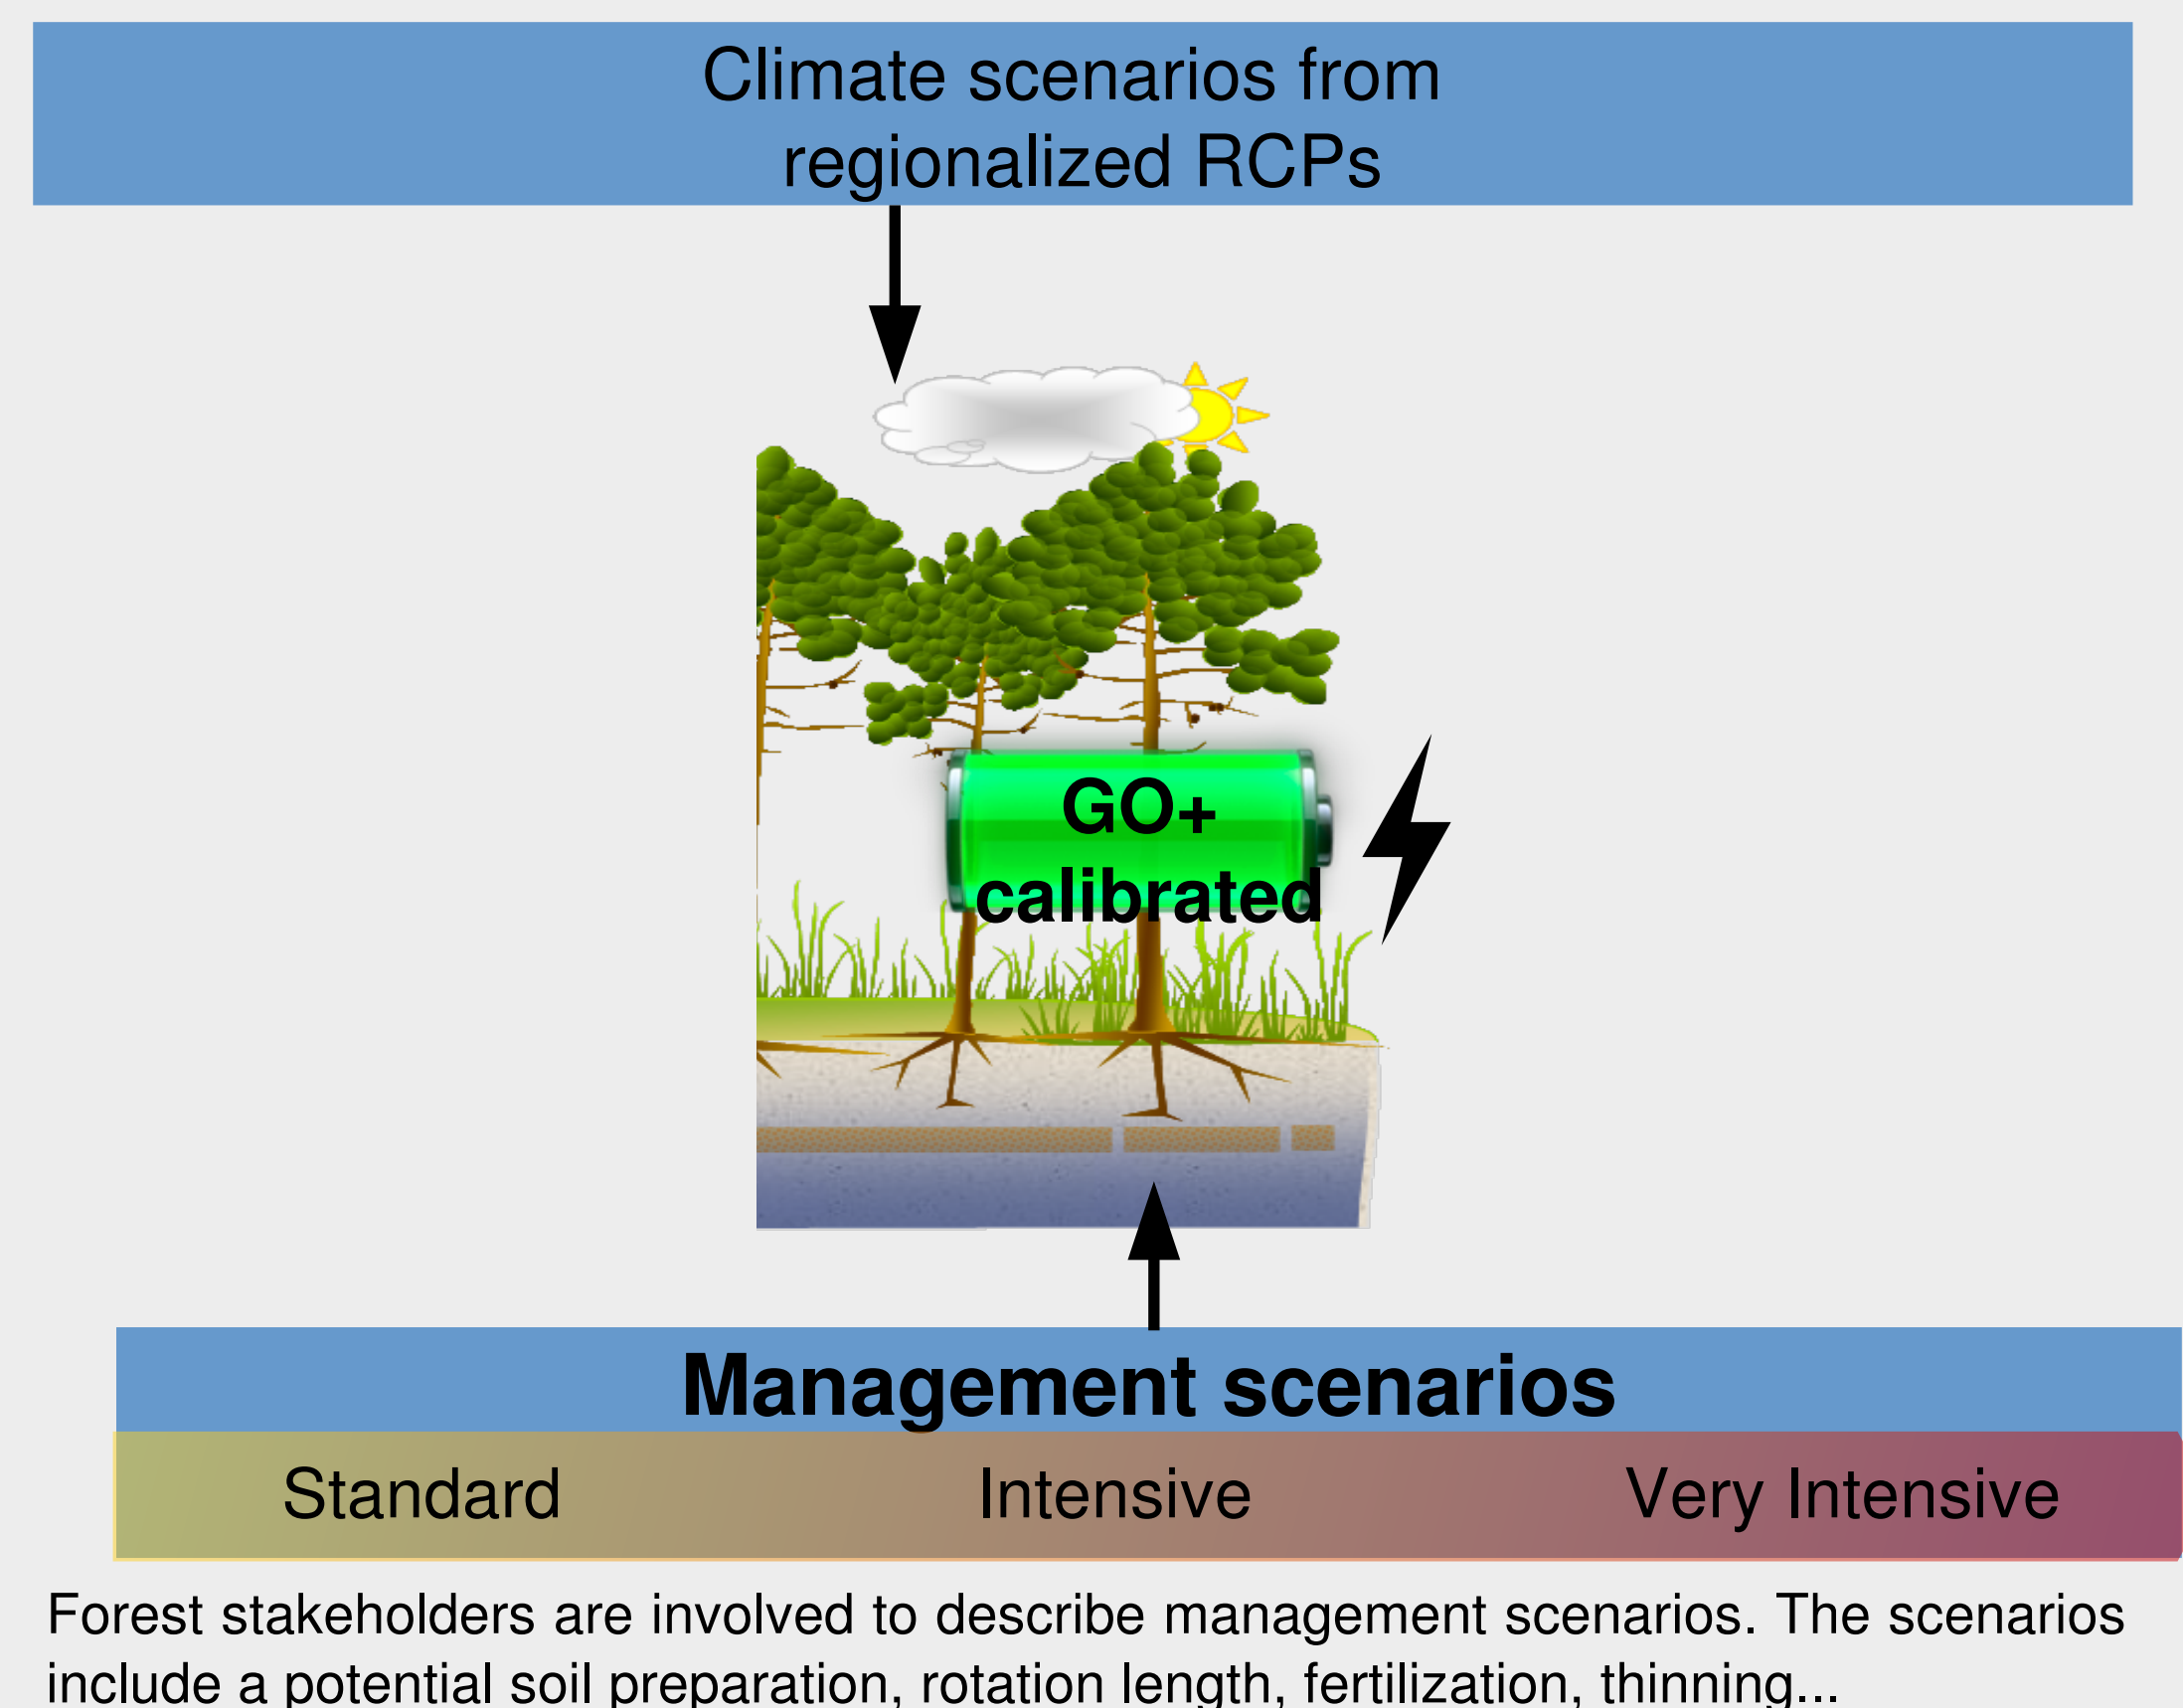 Climate scenarios from
regionalized RCPs
GO+
calibrated
Management scenarios
Standard Intensive Very Intensive
Forest stakeholders are involved to describe management scenarios. The scenarios
include a potential soil preparation, rotation length, fertilization, thinning...